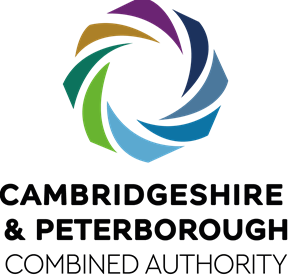 CAMBRIDGESHIRE
& PETERBOROUGH
COMBINED AUTHORITY